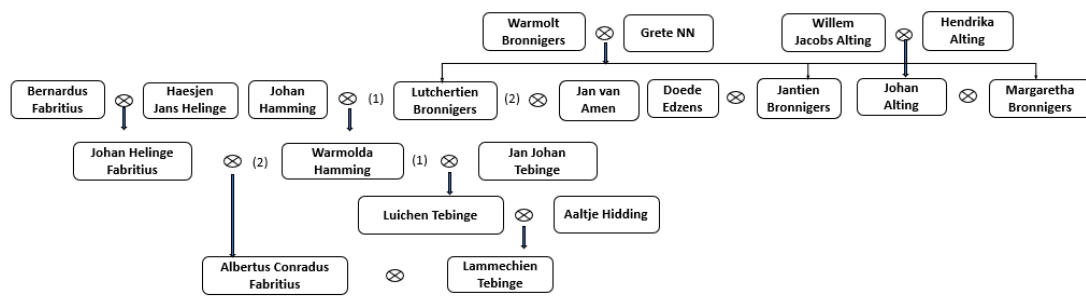 Warmolt
Bronnigers
Grete NN
Willem
Jacobs Alting
Hendrika
Alting
Bernardus
Fabritius
Haesjen
Jans Helinge
Johan
Hamming
(1)
Lutchertien
Bronnigers
(2)
Jan van
Amen
Doede
Edzens
Jantien
Bronnigers
Johan
Alting
Margaretha
Bronnigers
Johan Helinge
Fabritius
(2)
Warmolda
Hamming
(1)
Jan Johan
Tebinge
Luichen Tebinge
Aaltje Hidding
Albertus Conradus
Fabritius
Lammechien
Tebinge